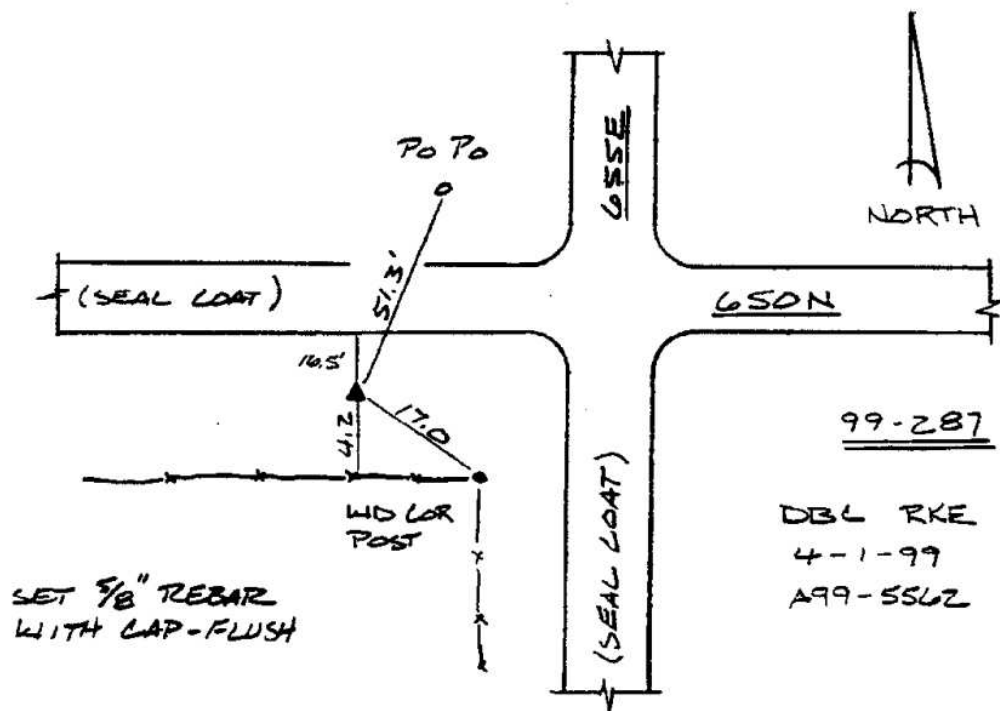 Po Po
655E
NORTH
51.3'
(SEAL COAT)
650N
16.5'
17.0
4.2
99-287
WD COR
POST
(SEAL COAT)
DBL RKE
4-1-99
A99-5562
SET 5/8" REBAR
WITH CAP-FLUSH